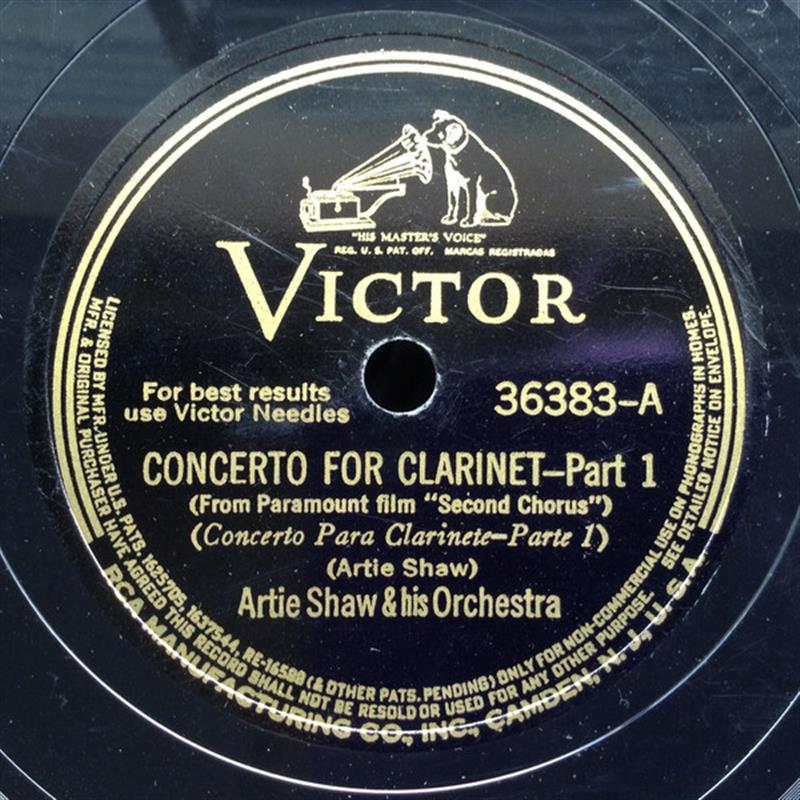 "HIS MASTER'S VOICE"
REG. U. S. PAT. OFF. MARCAS REGISTRADAS
VICTOR
For best results
use Victor Needles
36383-A
CONCERTO FOR CLARINET—Part 1
(From Paramount film "Second Chorus")
(Concerto Para Clarinete—Parte 1)
(Artie Shaw)
Artie Shaw & his Orchestra
LICENSED BY MFR. UNDER U.S. PATS. 1625705, 1637544, RE-16588 (& OTHER PATS. PENDING) ONLY FOR NON-COMMERCIAL USE ON PHONOGRAPHS IN HOMES.
MFR. & ORIGINAL PURCHASER HAVE AGREED THIS RECORD SHALL NOT BE RESOLD OR USED FOR ANY OTHER PURPOSE. SEE DETAILED NOTICE ON ENVELOPE.
RCA MANUFACTURING CO., INC., CAMDEN, N. J., U. S. A.